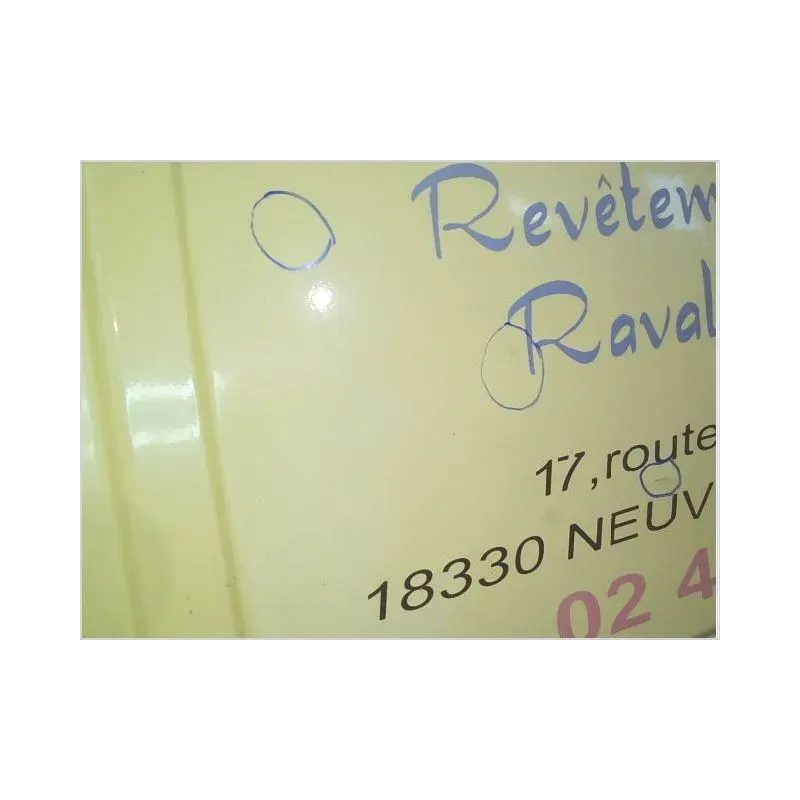 Revêtem
Raval
17,route
18330 NEUV
02 4